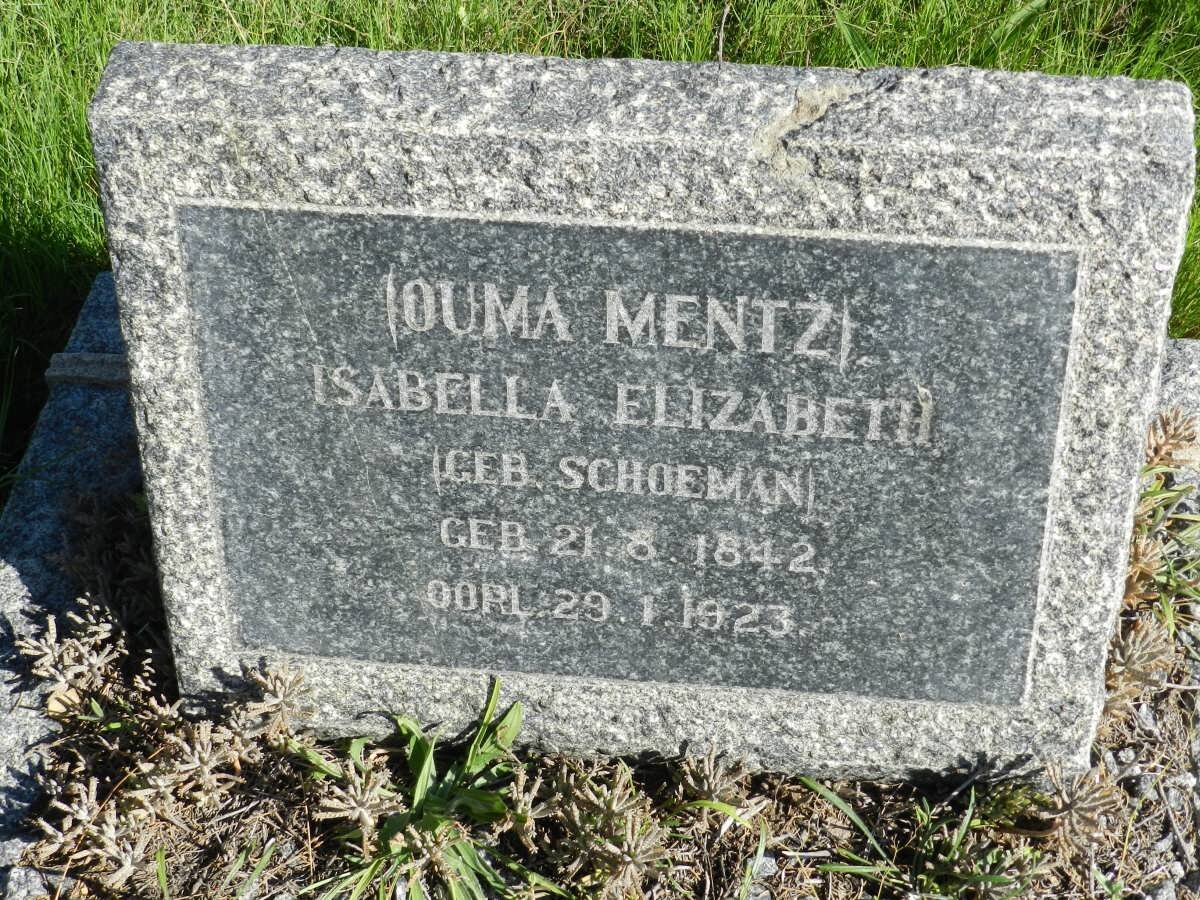 (OUMA MENTZ)
ISABELLA ELIZABETH
(GEB. SCHOEMAN)
GEB. 21. 8. 1842.
OORL. 29. 1. 1923.